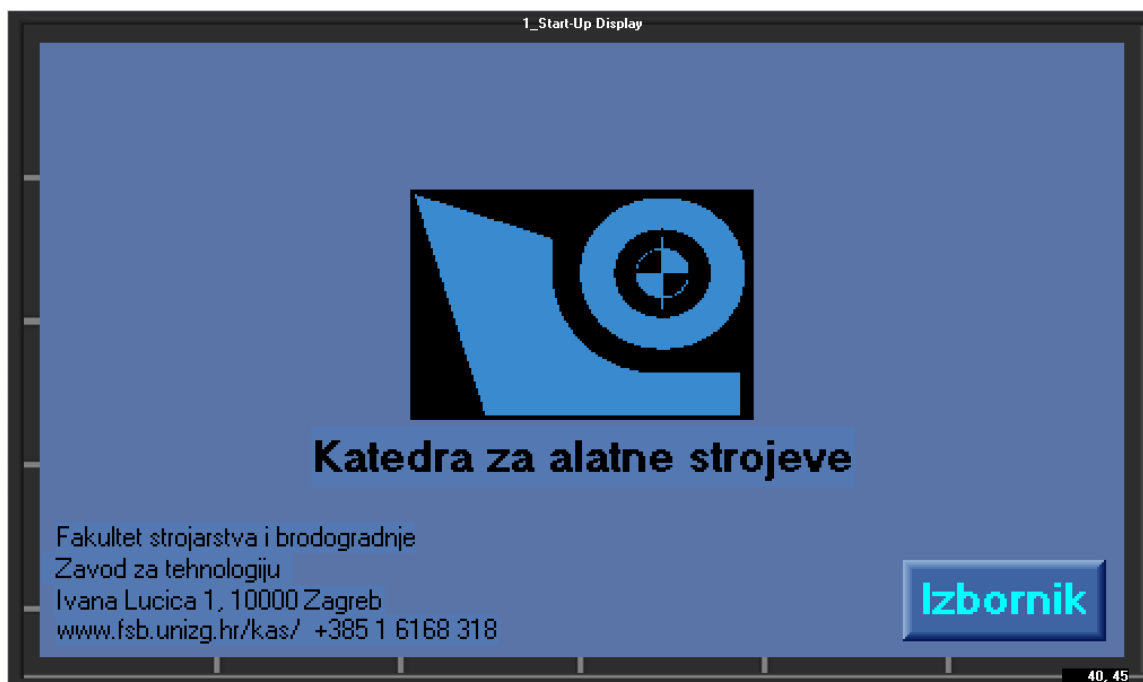 1_Start-Up Display
Katedra za alatne strojeve
Fakultet strojarstva i brodogradnje
Zavod za tehnologiju
Ivana Lucica 1, 10000 Zagreb
www.fsb.unizg.hr/kas/ +385 1 6168 318
Izbornik
40, 45